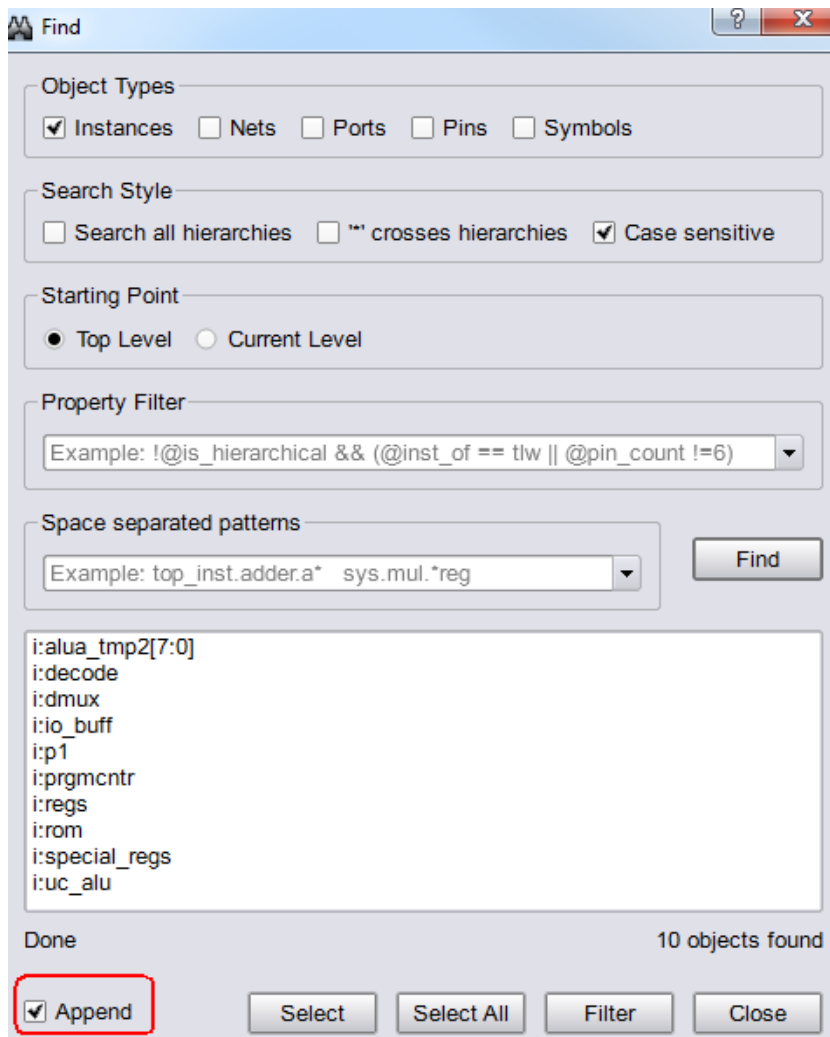 Find
Object Types
Instances Nets Ports Pins Symbols
Search Style
Search all hierarchies '*' crosses hierarchies Case sensitive
Starting Point
Top Level Current Level
Property Filter
Example: !@is_hierarchical && (@inst_of == tlw || @pin_count !=6)
Space separated patterns
Example: top_inst.adder.a* sys.mul.*reg
Find
i:alua_tmp2[7:0]
i:decode
i:dmux
i:io_buff
i:p1
i:prgmcntr
i:regs
i:rom
i:special_regs
i:uc_alu
Done 10 objects found
Append Select Select All Filter Close